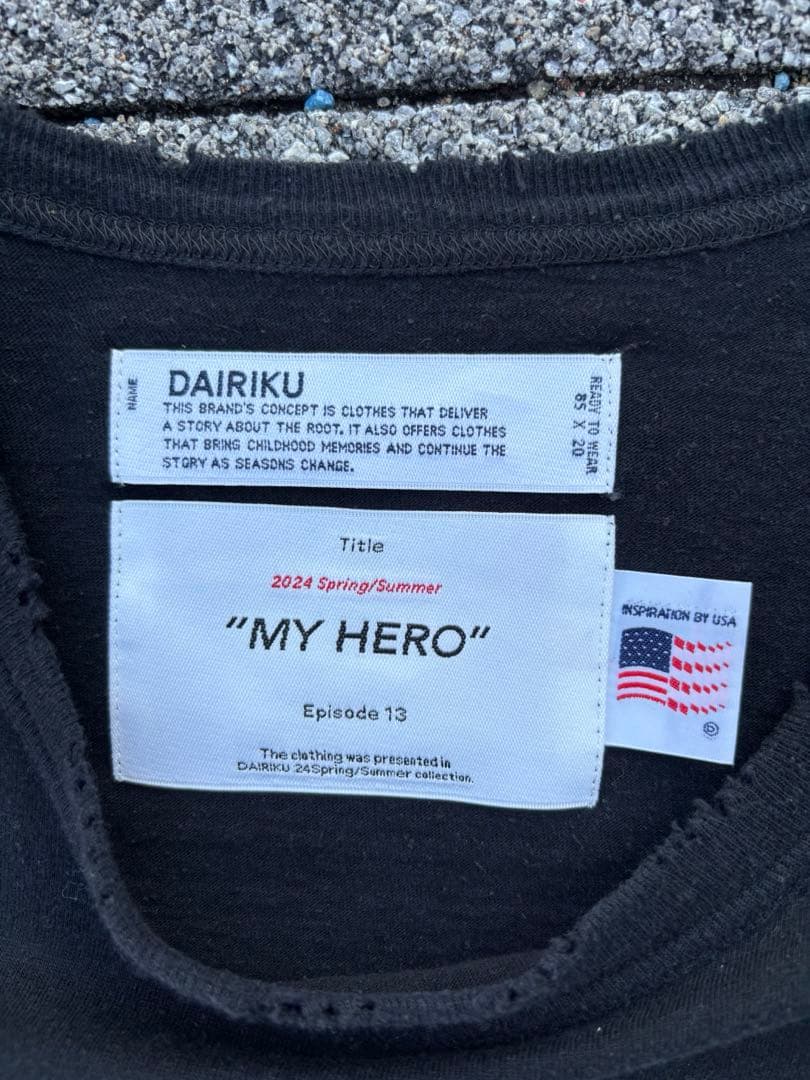 NAME
DAIRIKU
THIS BRAND'S CONCEPT IS CLOTHES THAT DELIVER
A STORY ABOUT THE ROOT. IT ALSO OFFERS CLOTHES
THAT BRING CHILDHOOD MEMORIES AND CONTINUE THE
STORY AS SEASONS CHANGE.
READY TO WEAR
85 X 20
Title
2024 Spring/Summer
"MY HERO"
Episode 13
The clothing was presented in
DAIRIKU 24Spring/Summer collection.
INSPIRATION BY USA
Ⓓ